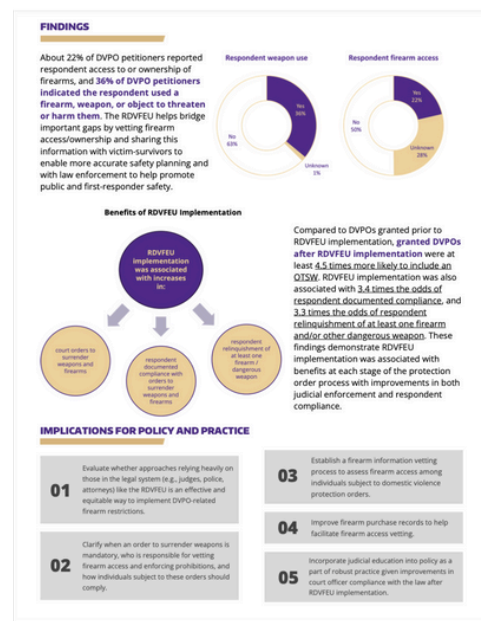 FINDINGS
About 22% of DVPO petitioners reported
respondent access to or ownership of
firearms, and 36% of DVPO petitioners
indicated the respondent used a
firearm, weapon, or object to threaten
or harm them. The RDVFEU helps bridge
important gaps by vetting firearm
access/ownership and sharing this
information with victim-survivors to
enable more accurate safety planning and
with law enforcement to help promote
public and first-responder safety.
Respondent weapon use
Yes
36%
No
63%
Unknown
1%
Respondent firearm access
Yes
22%
No
50%
Unknown
28%
Benefits of RDVFEU Implementation
RDVFEU
implementation
was associated
with increases
in:
court orders to
surrender
weapons and
firearms
respondent
documented
compliance with
orders to
surrender
weapons and
firearms
respondent
relinquishment of
at least one
firearm /
dangerous
weapon
Compared to DVPOs granted prior to
RDVFEU implementation, granted DVPOs
after RDVFEU implementation were at
least 4.5 times more likely to include an
OTSW. RDVFEU implementation was also
associated with 3.4 times the odds of
respondent documented compliance, and
3.3 times the odds of respondent
relinquishment of at least one firearm
and/or other dangerous weapon. These
findings demonstrate RDVFEU
implementation was associated with
benefits at each stage of the protection
order process with improvements in both
judicial enforcement and respondent
compliance.
IMPLICATIONS FOR POLICY AND PRACTICE
01
Evaluate whether approaches relying heavily on
those in the legal system (e.g., judges, police,
attorneys) like the RDVFEU is an effective and
equitable way to implement DVPO-related
firearm restrictions.
02
Clarify when an order to surrender weapons is
mandatory, who is responsible for vetting
firearm access and enforcing prohibitions, and
how individuals subject to these orders should
comply.
03
Establish a firearm information vetting
process to assess firearm access among
individuals subject to domestic violence
protection orders.
04
Improve firearm purchase records to help
facilitate firearm access vetting.
05
Incorporate judicial education into policy as a
part of robust practice given improvements in
court officer compliance with the law after
RDVFEU implementation.